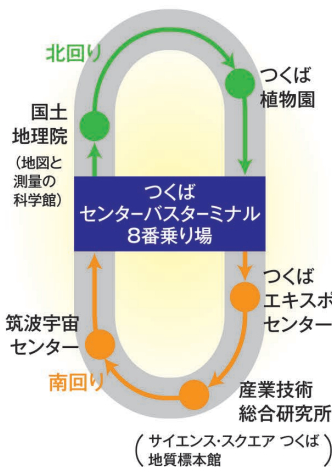 北回り
つくば
植物園
国土
地理院
(地図と
測量の
科学館)
つくば
センターバスターミナル
8番乗り場
つくば
エキスポ
センター
筑波宇宙
センター
南回り
産業技術
総合研究所
(サイエンス・スクエア つくば
地質標本館)